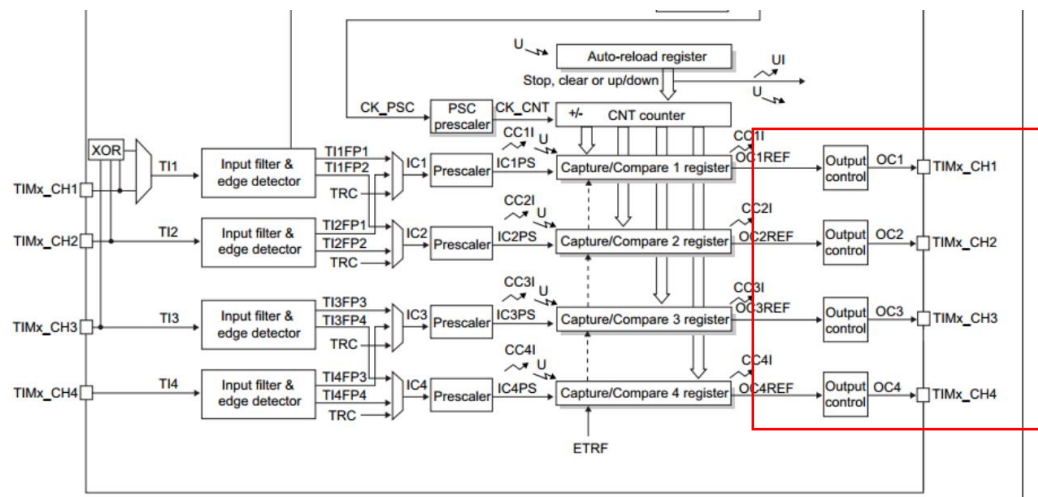 U
Auto-reload register
UI
Stop, clear or up/down
U
CK_PSC
PSC prescaler
CK_CNT
+/-
CNT counter
XOR
TI1
Input filter & edge detector
TI1FP1
TI1FP2
TRC
IC1
Prescaler
CC1I
U
IC1PS
Capture/Compare 1 register
CC1I
OC1REF
Output control
OC1
TIMx_CH1
TIMx_CH1
TIMx_CH2
TI2
Input filter & edge detector
TI2FP1
TI2FP2
TRC
IC2
Prescaler
CC2I
U
IC2PS
Capture/Compare 2 register
CC2I
OC2REF
Output control
OC2
TIMx_CH2
TIMx_CH3
TI3
Input filter & edge detector
TI3FP3
TI3FP4
TRC
IC3
Prescaler
CC3I
U
IC3PS
Capture/Compare 3 register
CC3I
OC3REF
Output control
OC3
TIMx_CH3
TIMx_CH4
TI4
Input filter & edge detector
TI4FP3
TI4FP4
TRC
IC4
Prescaler
CC4I
U
IC4PS
Capture/Compare 4 register
CC4I
OC4REF
Output control
OC4
TIMx_CH4
ETRF